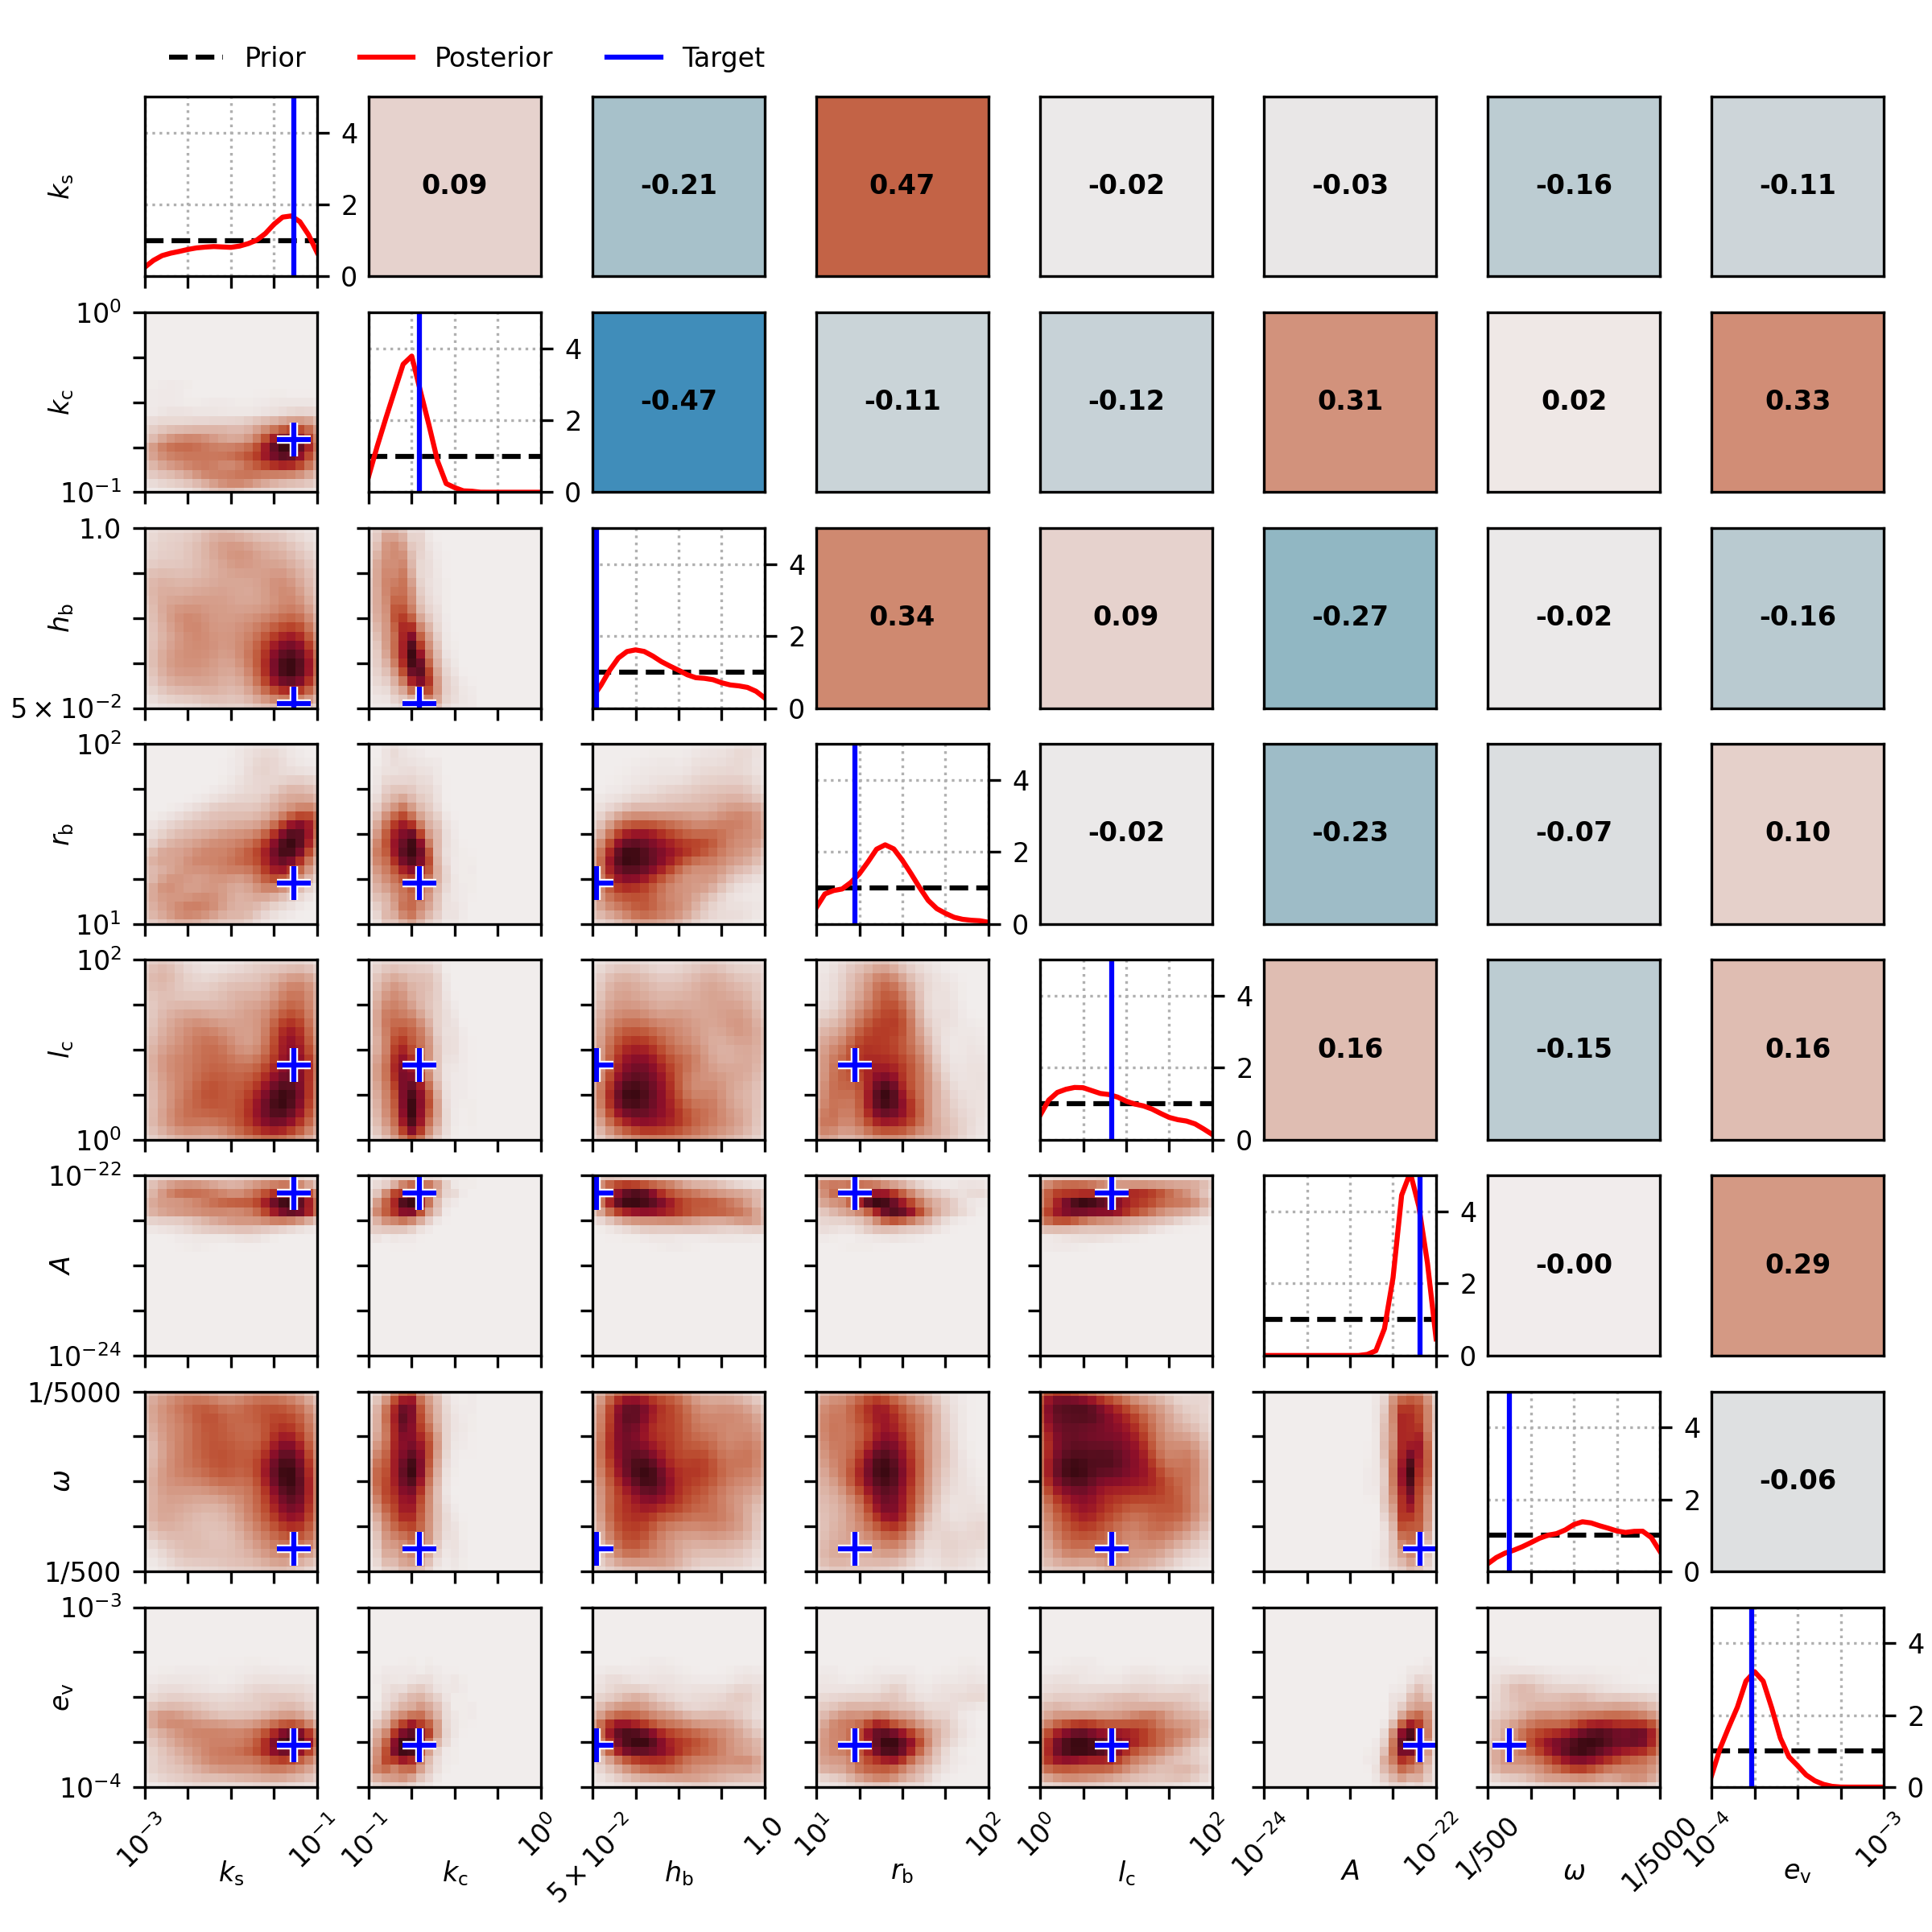 Prior Posterior Target
k_s 4 2 0 0.09 -0.21 0.47 -0.02 -0.03 -0.16 -0.11
10^0 k_c 10^{-1} 4 2 0 -0.47 -0.11 -0.12 0.31 0.02 0.33
1.0 h_b 5 × 10^{-2} 4 2 0 0.34 0.09 -0.27 -0.02 -0.16
10^2 r_b 10^1 4 2 0 -0.02 -0.23 -0.07 0.10
10^2 l_c 10^0 4 2 0 0.16 -0.15 0.16
10^{-22} A 10^{-24} 4 2 0 -0.00 0.29
1/5000 ω 1/500 4 2 0 -0.06
10^{-3} e_v 10^{-4} 4 2 0
10^{-3} 10^{-1} 10^{-1} 10^0 5 × 10^{-2} 1.0 10^1 10^2 10^0 10^2 10^{-24} 10^{-22} 1/500 1/5000 10^{-4} 10^{-3}
k_s k_c h_b r_b l_c A ω e_v